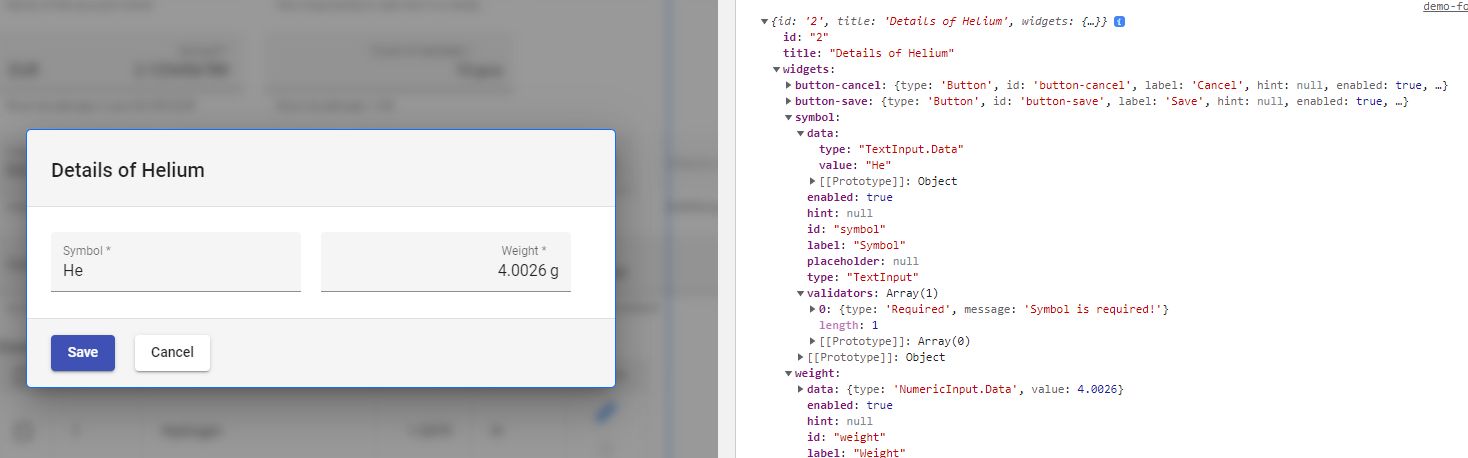 Details of Helium
Symbol *
He
Weight *
4.0026 g
Save
Cancel
demo-fo
▼{id: '2', title: 'Details of Helium', widgets: {…}} i
id: "2"
title: "Details of Helium"
▼widgets:
▶button-cancel: {type: 'Button', id: 'button-cancel', label: 'Cancel', hint: null, enabled: true, …}
▶button-save: {type: 'Button', id: 'button-save', label: 'Save', hint: null, enabled: true, …}
▼symbol:
▼data:
type: "TextInput.Data"
value: "He"
▶[[Prototype]]: Object
enabled: true
hint: null
id: "symbol"
label: "Symbol"
placeholder: null
type: "TextInput"
▼validators: Array(1)
▶0: {type: 'Required', message: 'Symbol is required!'}
length: 1
▶[[Prototype]]: Array(0)
▶[[Prototype]]: Object
▼weight:
▶data: {type: 'NumericInput.Data', value: 4.0026}
enabled: true
hint: null
id: "weight"
label: "Weight"